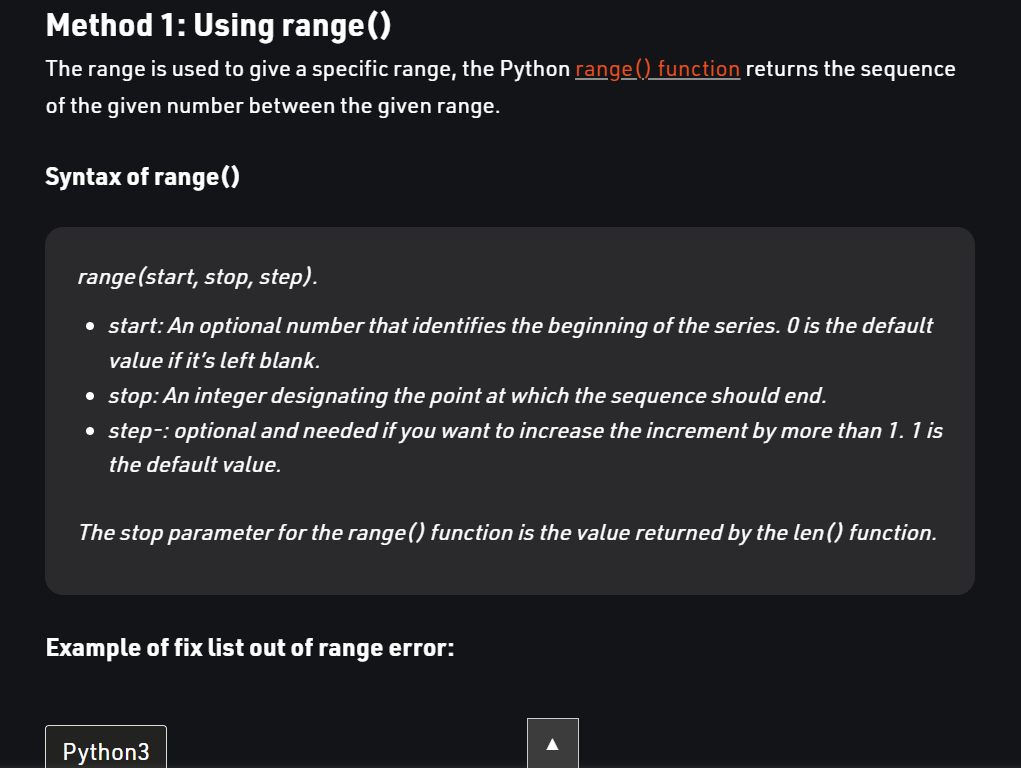 Method 1: Using range()
The range is used to give a specific range, the Python range() function returns the sequence
of the given number between the given range.
Syntax of range()
range(start, stop, step).
• start: An optional number that identifies the beginning of the series. 0 is the default
value if it's left blank.
• stop: An integer designating the point at which the sequence should end.
• step-: optional and needed if you want to increase the increment by more than 1. 1 is
the default value.
The stop parameter for the range() function is the value returned by the len() function.
Example of fix list out of range error:
Python3